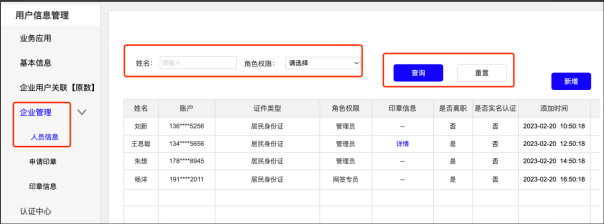 用户信息管理
业务应用
基本信息
企业用户关联【原数】
企业管理
人员信息
申请印章
印章信息
认证中心
姓名： 请输入 角色权限： 请选择
查询 重置
新增
姓名 账户 证件类型 角色权限 印章信息 是否离职 是否实名认证 添加时间
刘新 136****5256 居民身份证 管理员 -- 否 否 2023-02-20 10:50:18
王思聪 134****5656 居民身份证 管理员 详情 是 是 2023-02-20 12:50:18
朱想 178****8945 居民身份证 管理员 -- 是 否 2023-02-20 14:50:18
杨洋 191****2011 居民身份证 网签专员 -- 否 是 2023-02-20 16:50:18